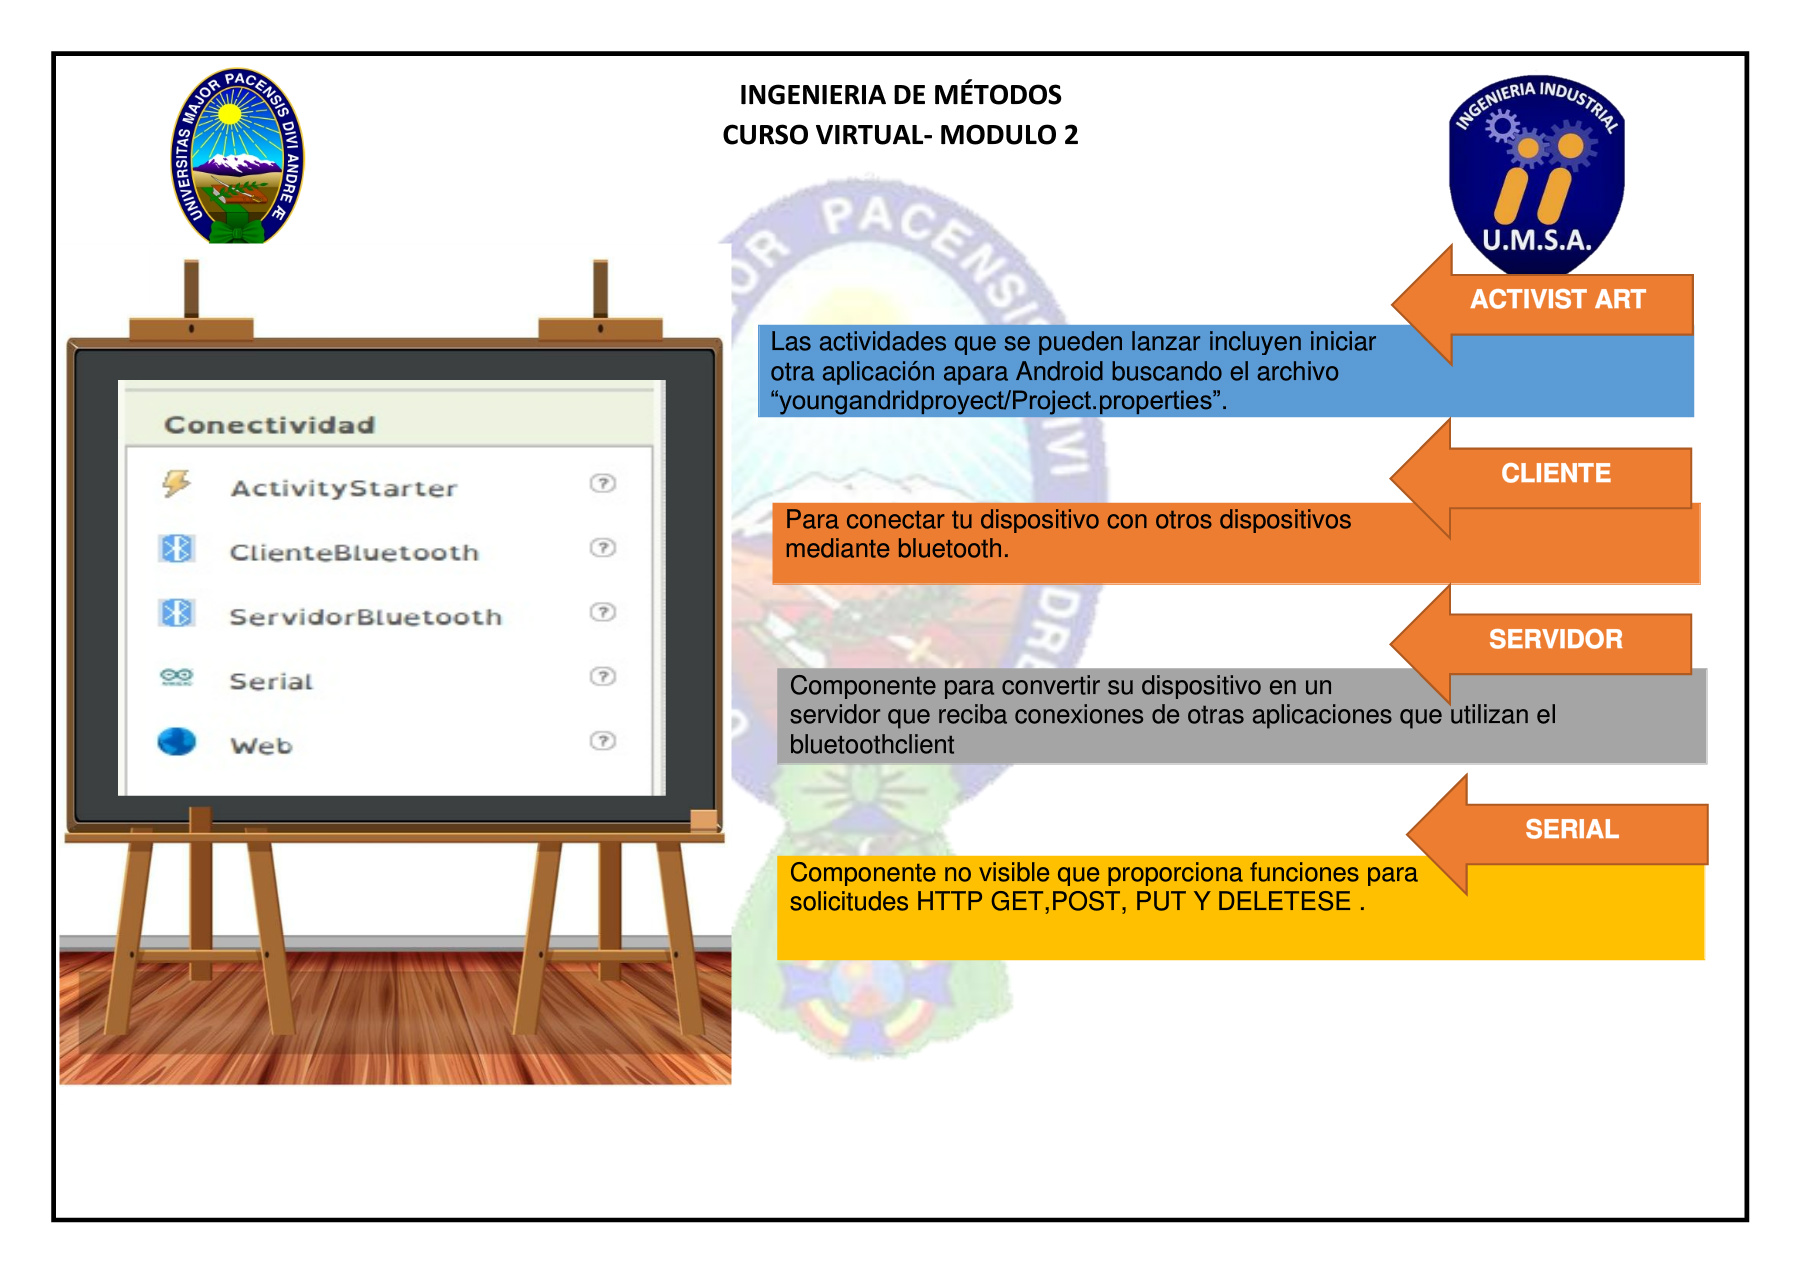 UNIVERSITAS MAJOR PACENSIS DIVI ANDRE Æ
INGENIERIA DE MÉTODOS
CURSO VIRTUAL- MODULO 2
INGENIERIA INDUSTRIAL
U.M.S.A.
ACTIVIST ART
Las actividades que se pueden lanzar incluyen iniciar
otra aplicación apara Android buscando el archivo
“youngandridproyect/Project.properties”.
CLIENTE
Para conectar tu dispositivo con otros dispositivos
mediante bluetooth.
SERVIDOR
Componente para convertir su dispositivo en un
servidor que reciba conexiones de otras aplicaciones que utilizan el
bluetoothclient
SERIAL
Componente no visible que proporciona funciones para
solicitudes HTTP GET,POST, PUT Y DELETESE .
Conectividad
ActivityStarter ?
ClienteBluetooth ?
ServidorBluetooth ?
Serial ?
Web ?